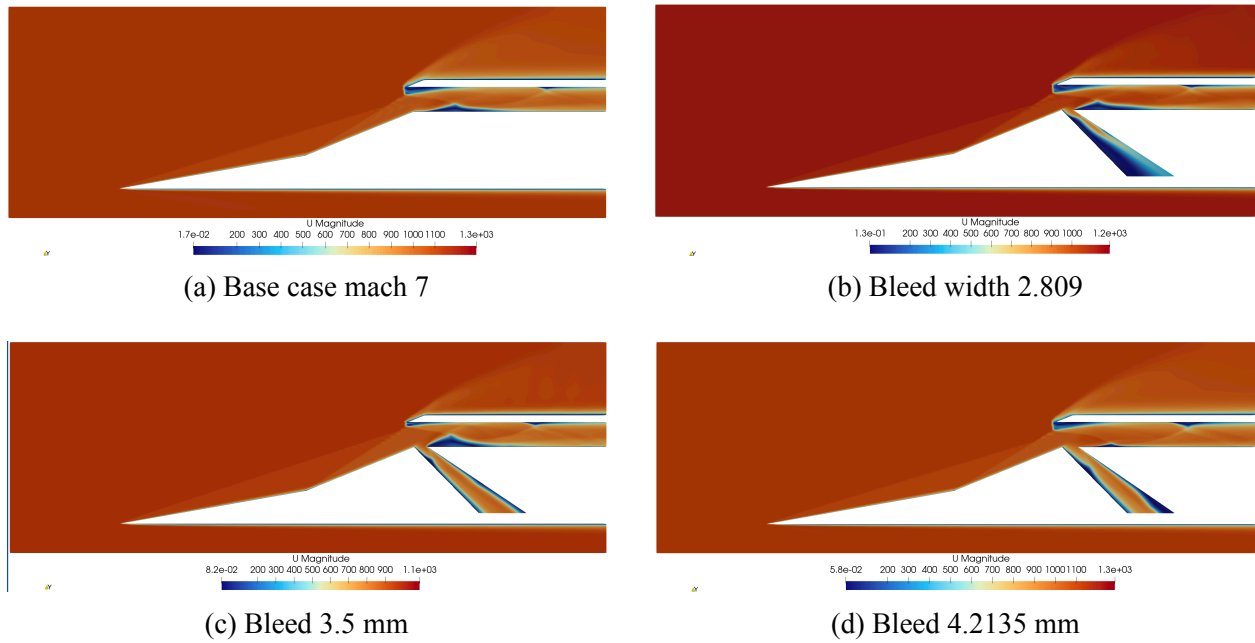 U Magnitude
1.7e-02 200 300 400 500 600 700 800 900 1000 1100 1.3e+03
Y
(a) Base case mach 7
U Magnitude
1.3e-01 200 300 400 500 600 700 800 900 1000 1.2e+03
Y
(b) Bleed width 2.809
U Magnitude
8.2e-02 200 300 400 500 600 700 800 900 1.1e+03
Y
(c) Bleed 3.5 mm
U Magnitude
5.8e-02 200 300 400 500 600 700 800 900 1000 1100 1.3e+03
Y
(d) Bleed 4.2135 mm